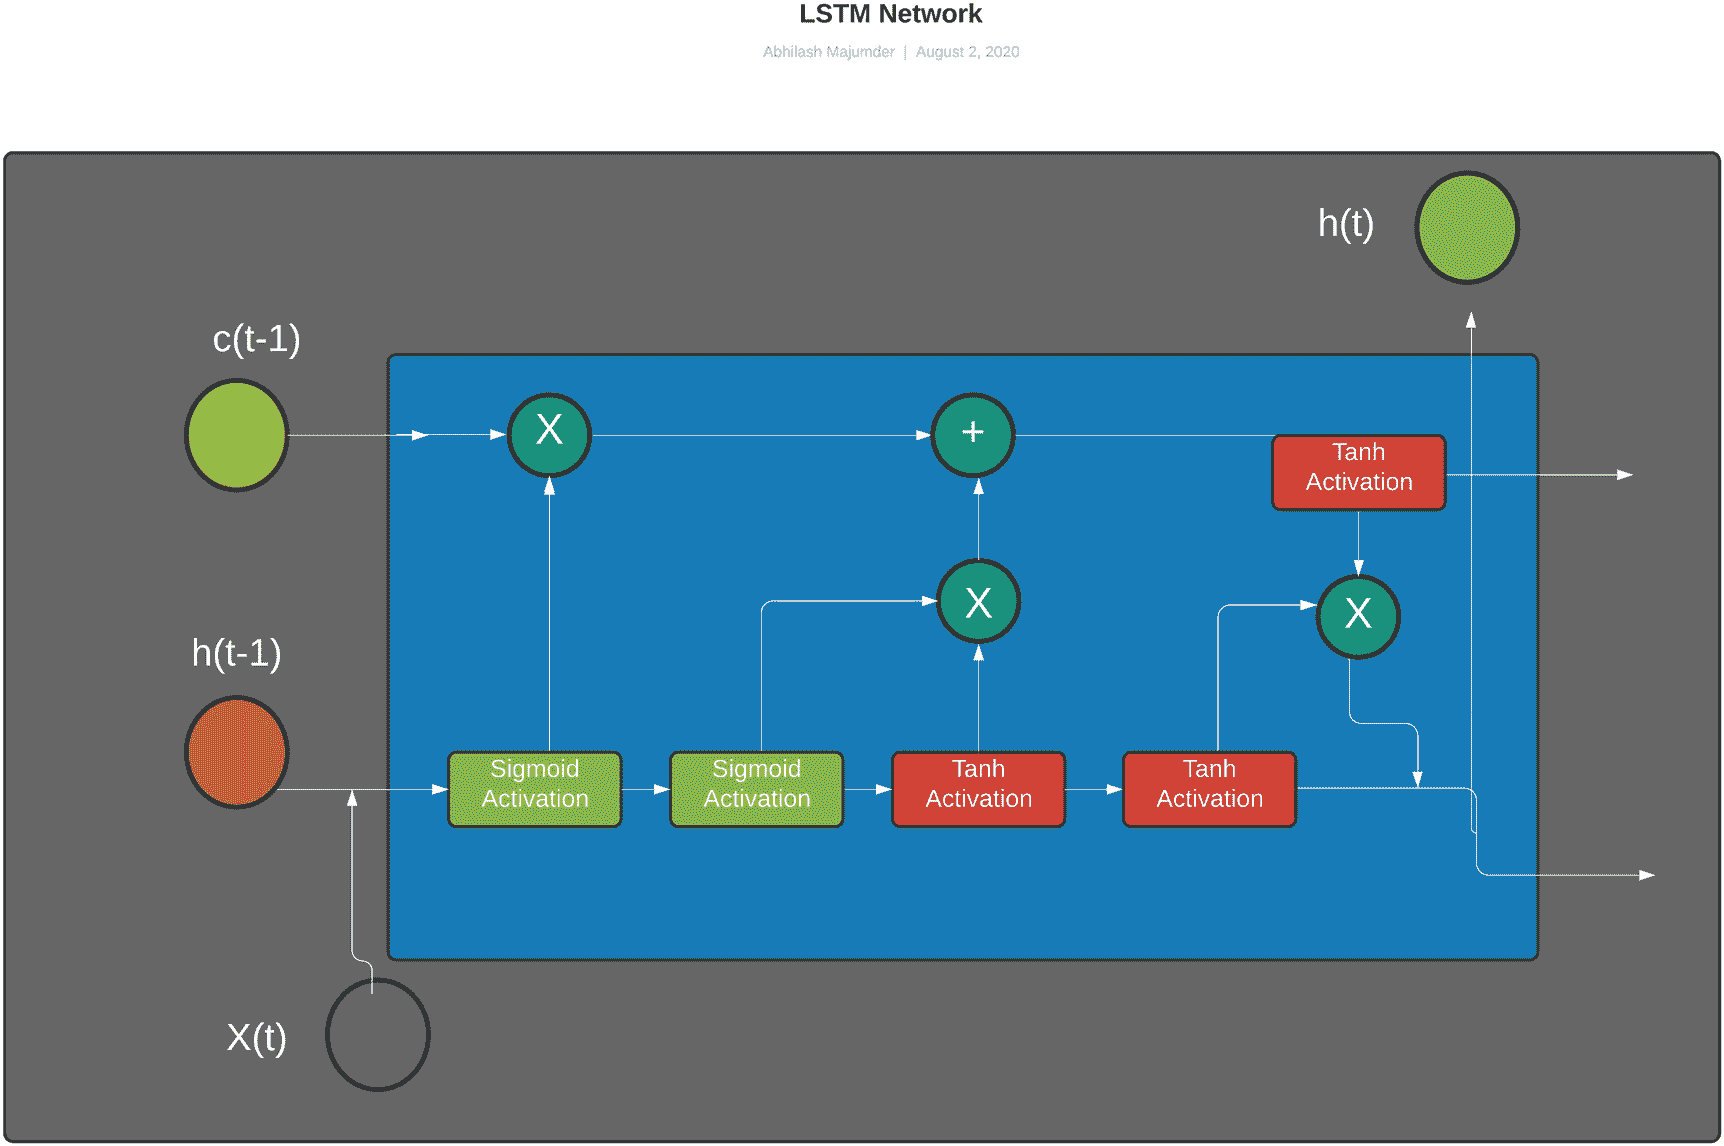 LSTM Network
Abhilash Majumder | August 2, 2020
h(t)
c(t-1)
X
+
Tanh
Activation
X
X
h(t-1)
Sigmoid
Activation
Sigmoid
Activation
Tanh
Activation
Tanh
Activation
X(t)